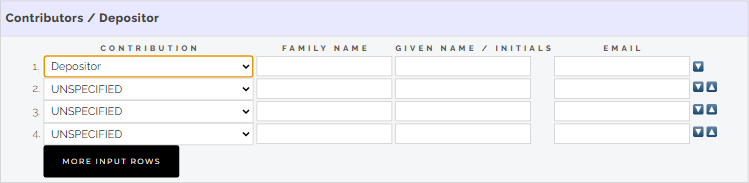 Contributors / Depositor
CONTRIBUTION FAMILY NAME GIVEN NAME / INITIALS EMAIL
1. Depositor
2. UNSPECIFIED
3. UNSPECIFIED
4. UNSPECIFIED
MORE INPUT ROWS